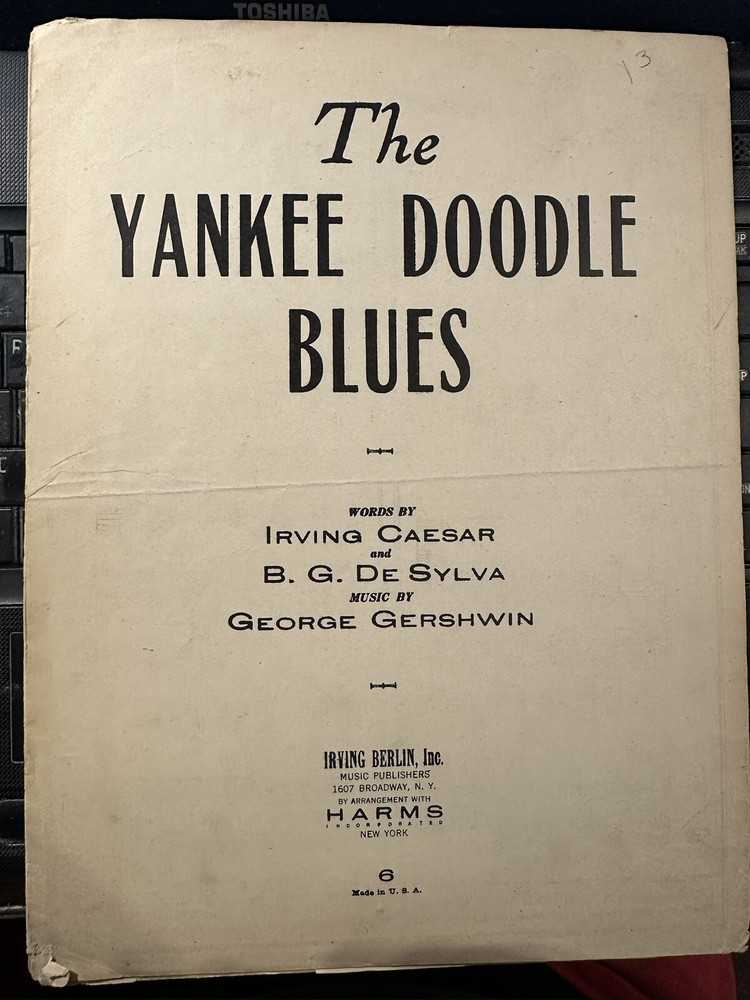 TOSHIBA
13
The
YANKEE DOODLE
BLUES
WORDS BY
IRVING CAESAR
and
B. G. DE SYLVA
MUSIC BY
GEORGE GERSHWIN
IRVING BERLIN, Inc.
MUSIC PUBLISHERS
1607 BROADWAY, N. Y.
BY ARRANGEMENT WITH
HARMS
INCORPORATED
NEW YORK
6
Made in U. S. A.